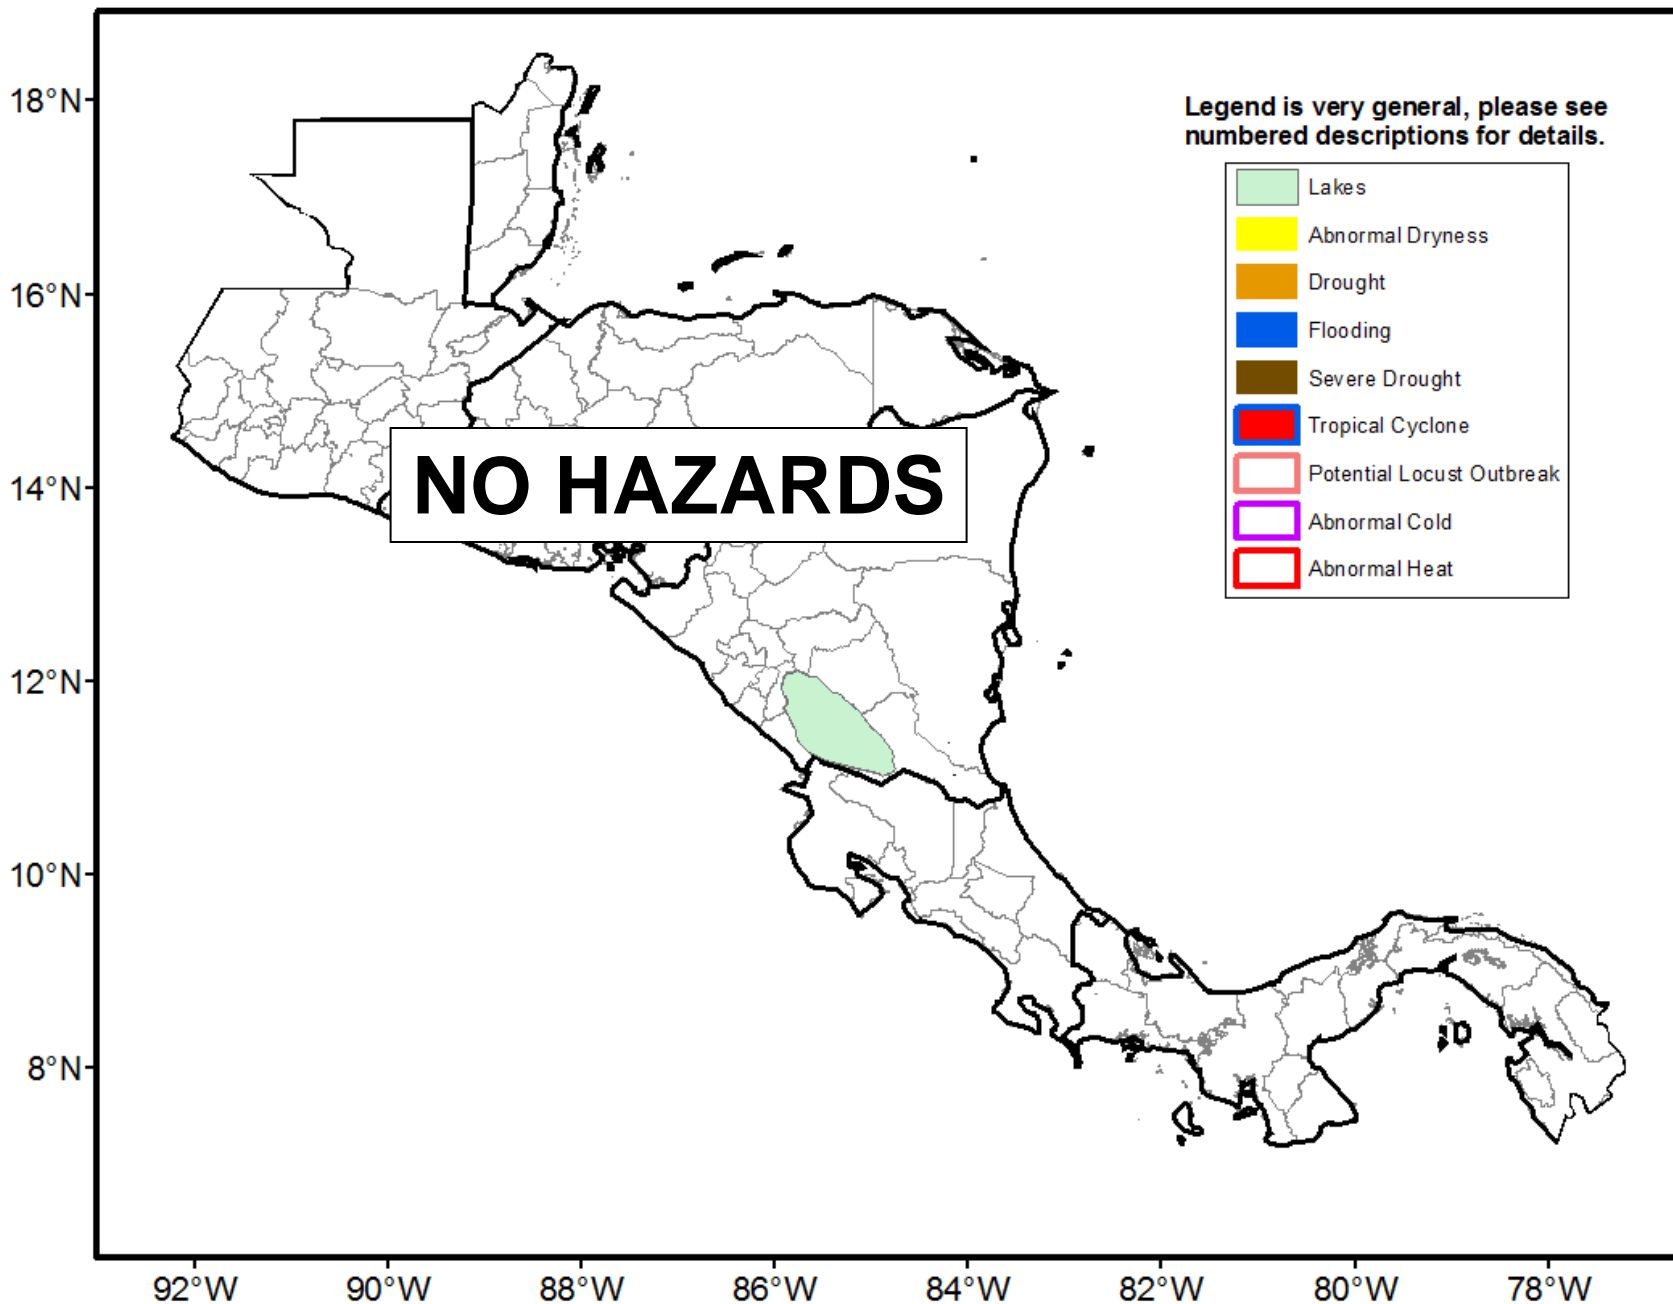 18°N
16°N
14°N
12°N
10°N
8°N
Legend is very general, please see
numbered descriptions for details.
Lakes
Abnormal Dryness
Drought
Flooding
Severe Drought
Tropical Cyclone
Potential Locust Outbreak
Abnormal Cold
Abnormal Heat
NO HAZARDS
92°W 90°W 88°W 86°W 84°W 82°W 80°W 78°W